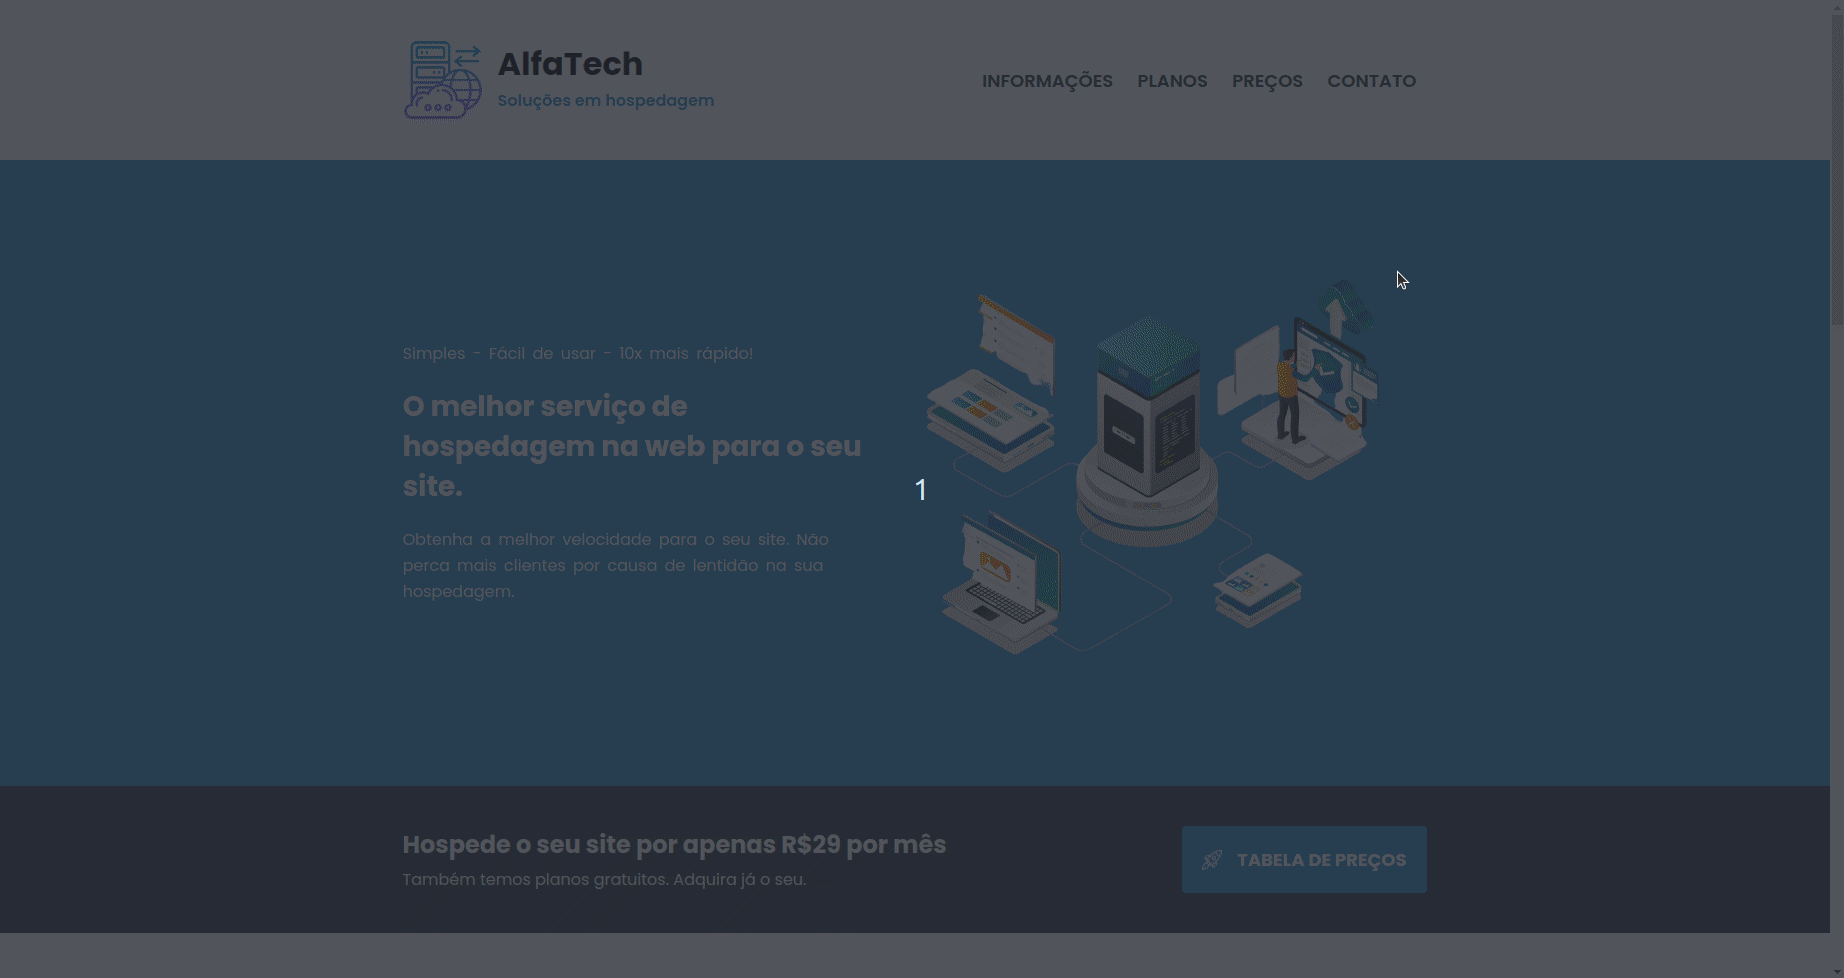 AlfaTech
Soluções em hospedagem
INFORMAÇÕES PLANOS PREÇOS CONTATO
Simples - Fácil de usar - 10x mais rápido!
O melhor serviço de
hospedagem na web para o seu
site.
1
Obtenha a melhor velocidade para o seu site. Não
perca mais clientes por causa de lentidão na sua
hospedagem.
Hospede o seu site por apenas R$29 por mês
Também temos planos gratuitos. Adquira já o seu.
TABELA DE PREÇOS